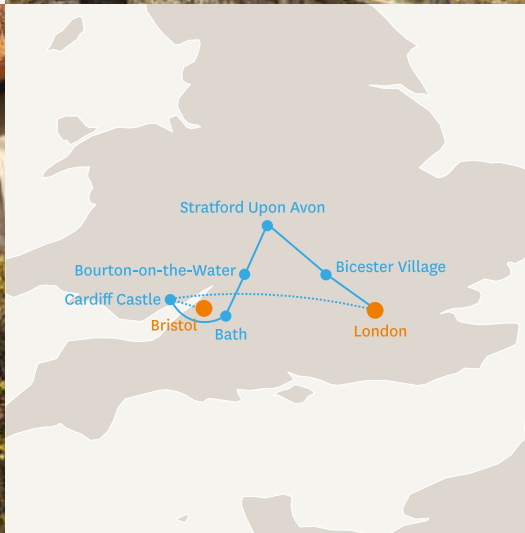 Stratford Upon Avon
Bourton-on-the-Water
Bicester Village
Cardiff Castle
Bristol
Bath
London